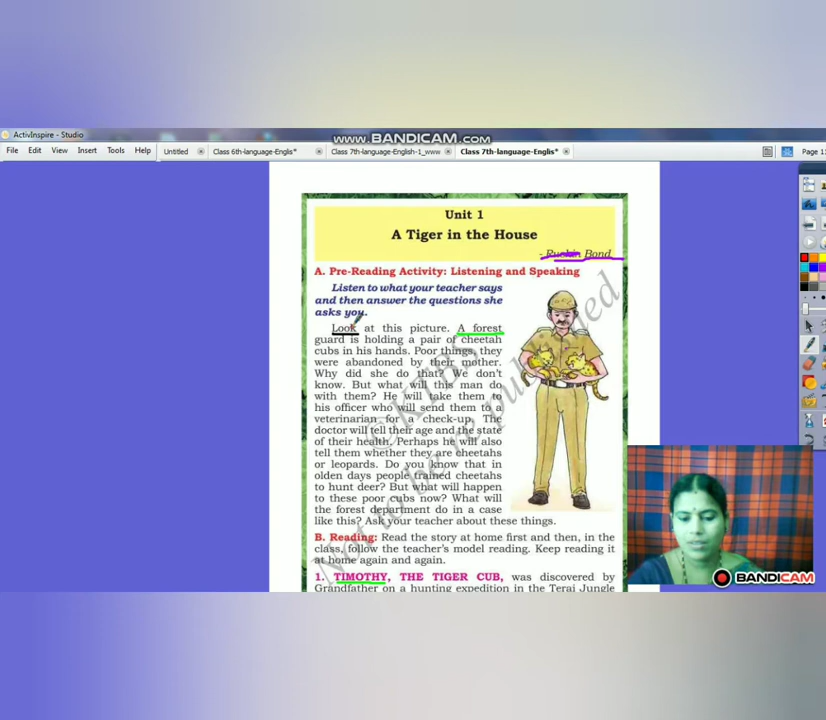 ActivInspire - Studio
WWW.BANDICAM.COM
File Edit View Insert Tools Help Untitled Class 6th-language-Englis* Class 7th-language-English-1_www Class 7th-language-Englis* Page 1
Unit 1
A Tiger in the House
- Ruskin Bond
A. Pre-Reading Activity: Listening and Speaking
Listen to what your teacher says
and then answer the questions she
asks you.
Look at this picture. A forest
guard is holding a pair of cheetah
cubs in his hands. Poor things, they
were abandoned by their mother.
Why did she do that? We don't
know. But what will this man do
with them? He will take them to
his officer who will send them to a
veterinarian for a check-up. The
doctor will tell their age and the state
of their health. Perhaps he will also
tell them whether they are cheetahs
or leopards. Do you know that in
olden days people trained cheetahs
to hunt deer? But what will happen
to these poor cubs now? What will
the forest department do in a case
like this? Ask your teacher about these things.
B. Reading: Read the story at home first and then, in the
class, follow the teacher's model reading. Keep reading it
at home again and again.
1. TIMOTHY, THE TIGER CUB, was discovered by
Grandfather on a hunting expedition in the Terai Jungle
©KTBS
Not to be republished
BANDICAM